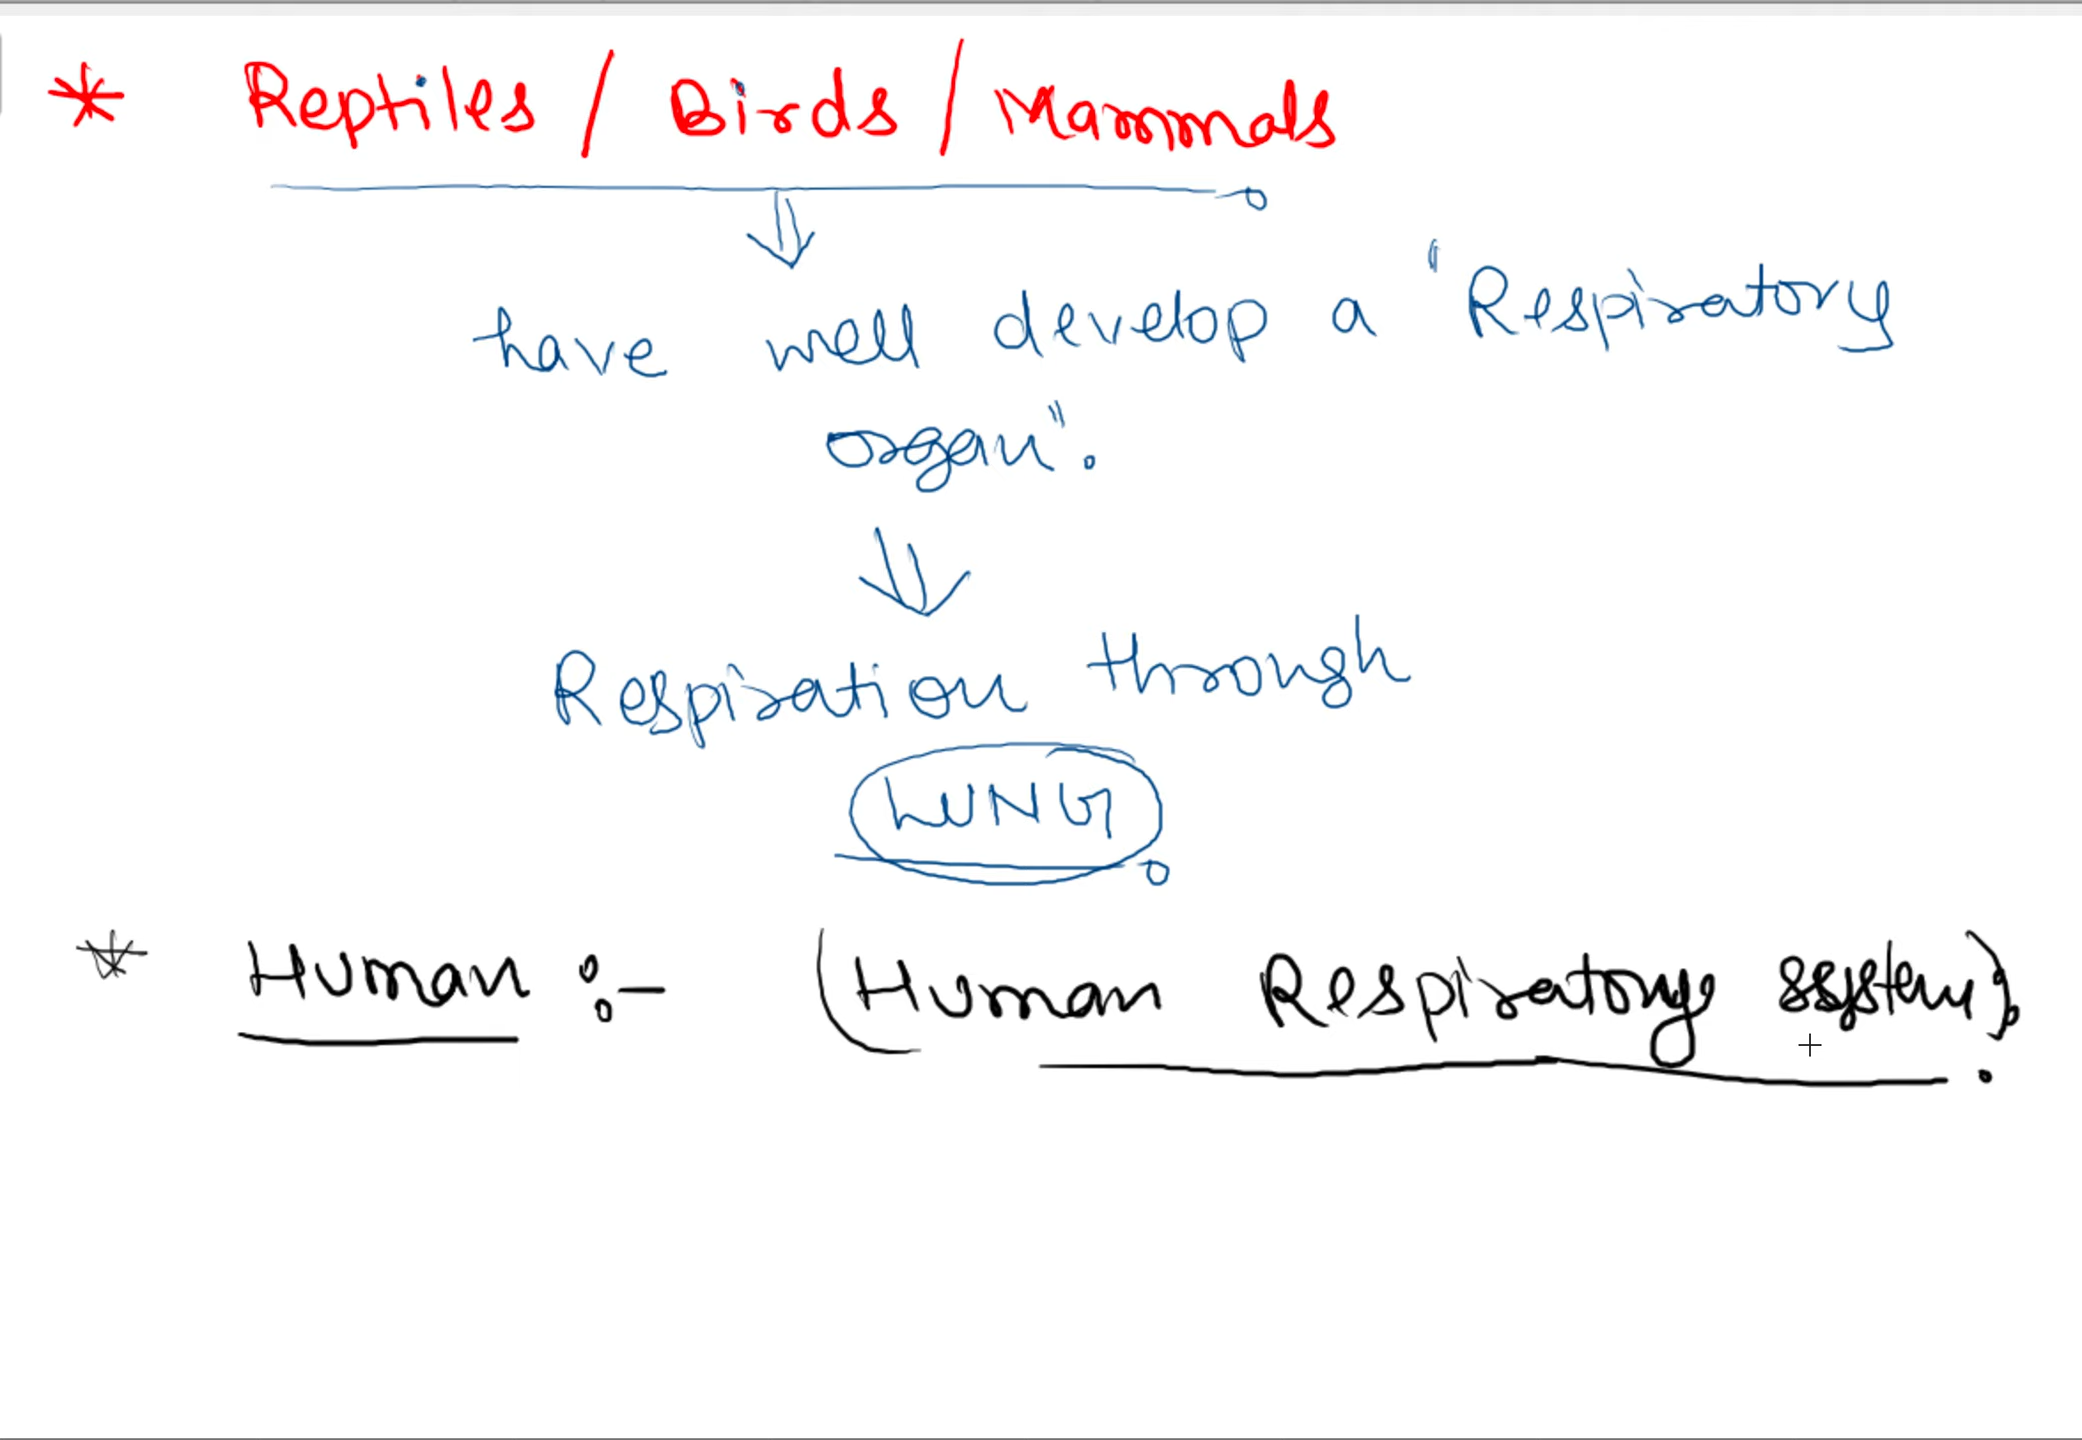 * Reptiles / Birds / Mammals
have well develop a "Respiratory
organ".
Respiration through
LUNG
* Human :- (Human Respiratory system).